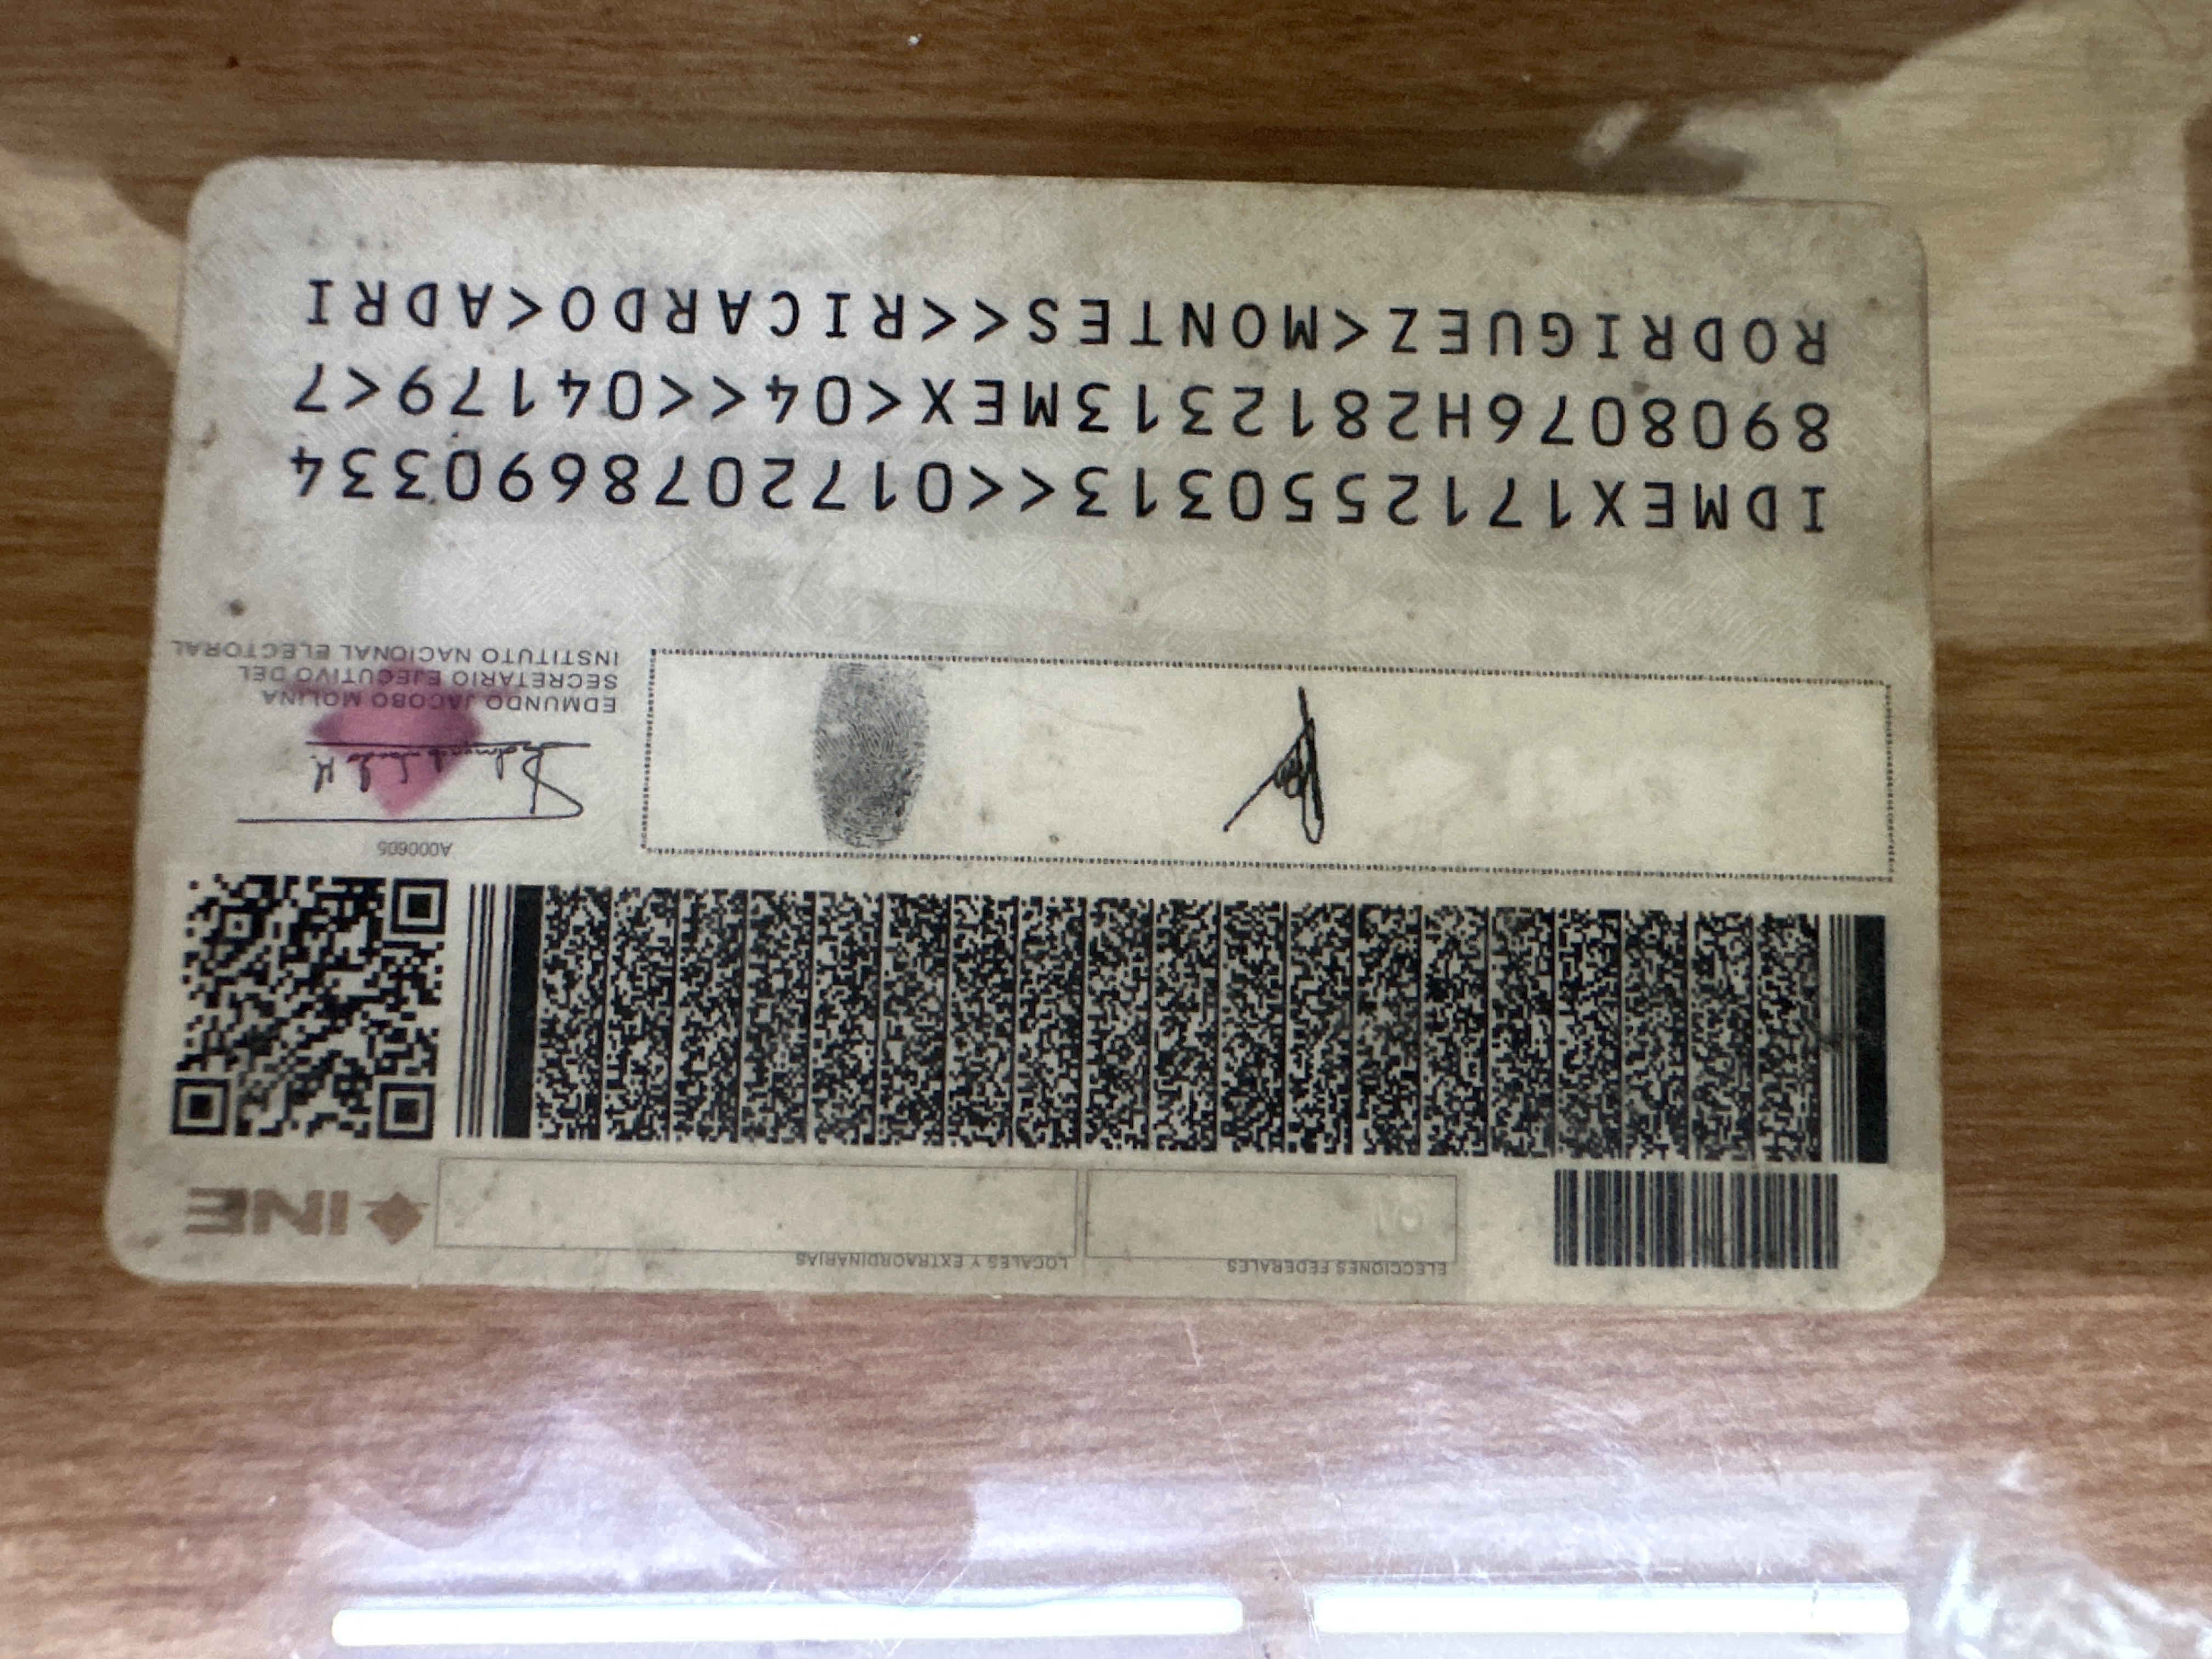 ELECCIONES FEDERALES
LOCALES Y EXTRAORDINARIAS
INE
A000605
EDMUNDO JACOBO MOLINA
SECRETARIO EJECUTIVO DEL
INSTITUTO NACIONAL ELECTORAL
IDMEX1712550313<<0172078690334
8908076H2812313MEX<04<<04179<7
RODRIGUEZ<MONTES<<RICARDO<ADRI